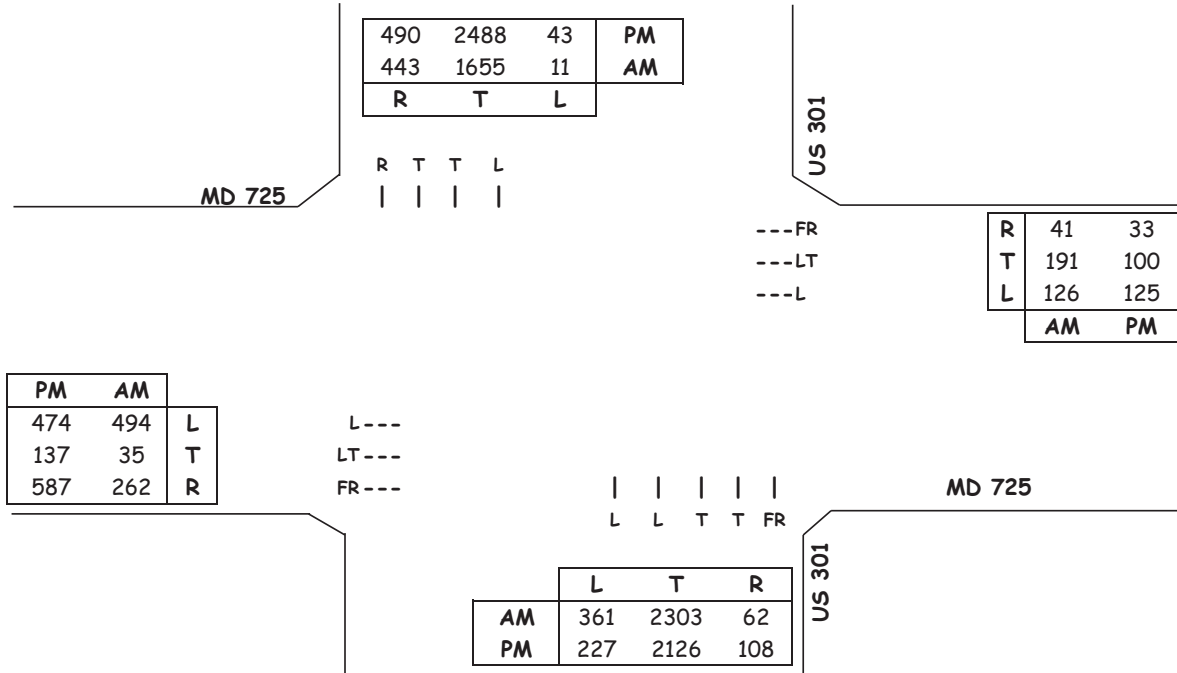 490 2488 43 PM
443 1655 11 AM
R T L
US 301
R T T L
MD 725
---FR
---LT
---L
R 41 33
T 191 100
L 126 125
AM PM
PM AM
474 494 L
137 35 T
587 262 R
L---
LT---
FR---
MD 725
L L T T FR
US 301
L T R
AM 361 2303 62
PM 227 2126 108